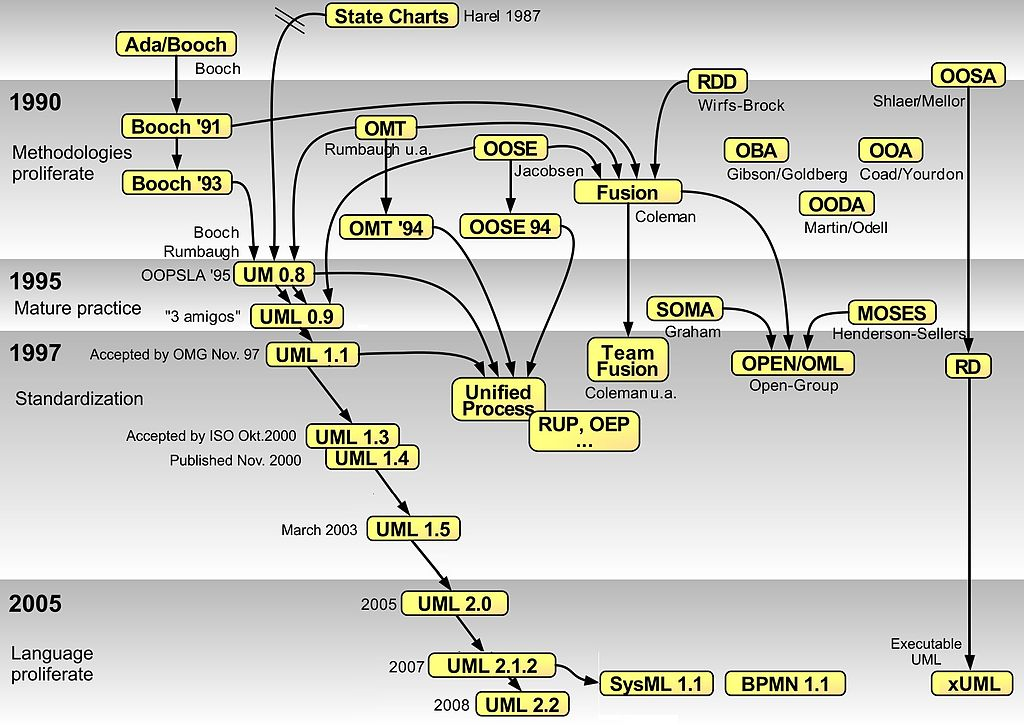 State Charts Harel 1987
Ada/Booch
Booch
RDD
Wirfs-Brock
OOSA
Shlaer/Mellor
1990
Methodologies
proliferate
Booch '91
OMT
Rumbaugh u.a.
OOSE
Jacobsen
OBA
Gibson/Goldberg
OOA
Coad/Yourdon
Booch '93
Fusion
Coleman
OODA
Martin/Odell
OMT '94
OOSE 94
Booch
Rumbaugh
1995
Mature practice
OOPSLA '95 UM 0.8
"3 amigos" UML 0.9
SOMA
Graham
MOSES
Henderson-Sellers
1997
Standardization
Accepted by OMG Nov. 97 UML 1.1
Team
Fusion
Coleman u.a.
OPEN/OML
Open-Group
RD
Unified
Process
RUP, OEP
...
Accepted by ISO Okt.2000 UML 1.3
Published Nov. 2000 UML 1.4
March 2003 UML 1.5
2005
Language
proliferate
2005 UML 2.0
2007 UML 2.1.2
2008 UML 2.2
SysML 1.1
BPMN 1.1
Executable
UML
xUML